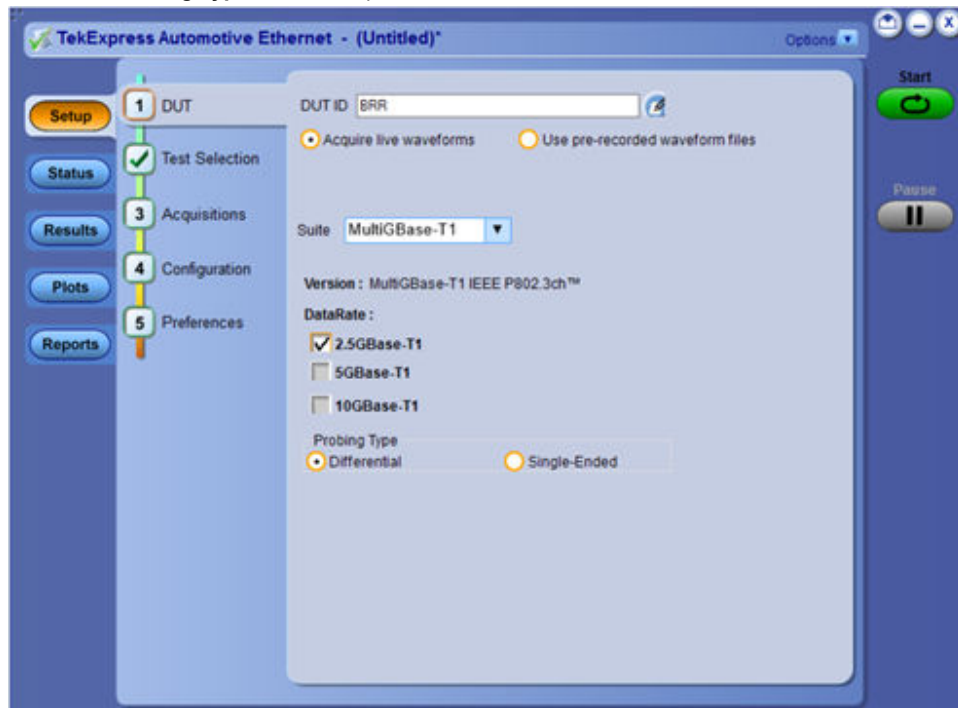 TekExpress Automotive Ethernet - (Untitled)*
Options
Start
Setup
1 DUT
DUT ID BRR
Acquire live waveforms Use pre-recorded waveform files
Status
Test Selection
Pause
Results
3 Acquisitions
Suite MultiGBase-T1
Plots
4 Configuration
Version : MultiGBase-T1 IEEE P802.3ch™
DataRate :
5 Preferences
Reports
2.5GBase-T1
5GBase-T1
10GBase-T1
Probing Type
Differential Single-Ended